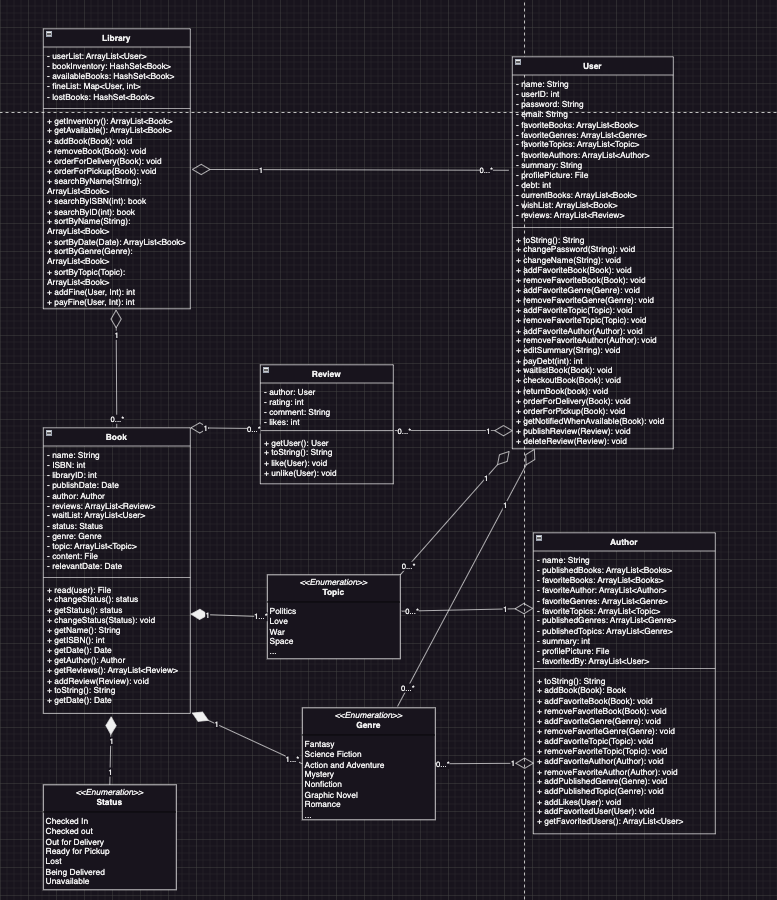 Library
- userList: ArrayList<User>
- bookInventory: HashSet<Book>
- availableBooks: HashSet<Book>
- fineList: Map<User, int>
- lostBooks: HashSet<Book>
+ getInventory(): ArrayList<Book>
+ getAvailable(): ArrayList<Book>
+ addBook(Book): void
+ removeBook(Book): void
+ orderForDelivery(Book): void
+ orderForPickup(Book): void
+ searchByName(String):
ArrayList<Book>
+ searchByISBN(int): book
+ searchByID(int): book
+ sortByName(String):
ArrayList<Book>
+ sortByDate(Date): ArrayList<Book>
+ sortByGenre(Genre):
ArrayList<Book>
+ sortByTopic(Topic):
ArrayList<Book>
+ addFine(User, Int): int
+ payFine(User, Int): int
1
0...*
User
- name: String
- userID: int
- password: String
- email: String
- favoriteBooks: ArrayList<Book>
- favoriteGenres: ArrayList<Genre>
- favoriteTopics: ArrayList<Topic>
- favoriteAuthors: ArrayList<Author>
- summary: String
- profilePicture: File
- debt: int
- currentBooks: ArrayList<Book>
- wishList: ArrayList<Book>
- reviews: ArrayList<Review>
+ toString(): String
+ changePassword(String): void
+ changeName(String): void
+ addFavoriteBook(Book): void
+ removeFavoriteBook(Book): void
+ addFavoriteGenre(Genre): void
+ removeFavoriteGenre(Genre): void
+ addFavoriteTopic(Topic): void
+ removeFavoriteTopic(Topic): void
+ addFavoriteAuthor(Author): void
+ removeFavoriteAuthor(Author): void
+ editSummary(String): void
+ payDebt(int): int
+ waitlistBook(Book): void
+ checkoutBook(Book): void
+ returnBook(book): void
+ orderForDelivery(Book): void
+ orderForPickup(Book): void
+ getNotifiedWhenAvailable(Book): void
+ publishReview(Review): void
+ deleteReview(Review): void
1
0...*
Review
- author: User
- rating: int
- comment: String
- likes: int
+ getUser(): User
+ toString(): String
+ like(User): void
+ unlike(User): void
1
0...*
0...*
1
Book
- name: String
- ISBN: int
- libraryID: int
- publishDate: Date
- author: Author
- reviews: ArrayList<Review>
- waitList: ArrayList<User>
- status: Status
- genre: Genre
- topic: ArrayList<Topic>
- content: File
- relevantDate: Date
+ read(user): File
+ changeStatus(): status
+ getStatus(): status
+ changeStatus(Status): void
+ getName(): String
+ getISBN(): int
+ getDate(): Date
+ getAuthor(): Author
+ getReviews(): ArrayList<Review>
+ addReview(Review): void
+ toString(): String
+ getDate(): Date
1
0...*
1
0...*
<<Enumeration>>
Topic
Politics
Love
War
Space
...
1
1...*
0...*
1
Author
- name: String
- publishedBooks: ArrayList<Books>
- favoriteBooks: ArrayList<Books>
- favoriteAuthor: ArrayList<Author>
- favoriteGenres: ArrayList<Genre>
- favoriteTopics: ArrayList<Topic>
- publishedGenres: ArrayList<Genre>
- publishedTopics: ArrayList<Genre>
- summary: int
- profilePicture: File
- favoritedBy: ArrayList<User>
+ toString(): String
+ addBook(Book): Book
+ addFavoriteBook(Book): void
+ removeFavoriteBook(Book): void
+ addFavoriteGenre(Genre): void
+ removeFavoriteGenre(Genre): void
+ addFavoriteTopic(Topic): void
+ removeFavoriteTopic(Topic): void
+ addFavoriteAuthor(Author): void
+ removeFavoriteAuthor(Author): void
+ addPublishedGenre(Genre): void
+ addPublishedTopic(Genre): void
+ addLikes(User): void
+ addFavoritedUser(User): void
+ getFavoritedUsers(): ArrayList<User>
<<Enumeration>>
Genre
Fantasy
Science Fiction
Action and Adventure
Mystery
Nonfiction
Graphic Novel
Romance
...
1
1...*
0...*
1
1
1
<<Enumeration>>
Status
Checked In
Checked out
Out for Delivery
Ready for Pickup
Lost
Being Delivered
Unavailable